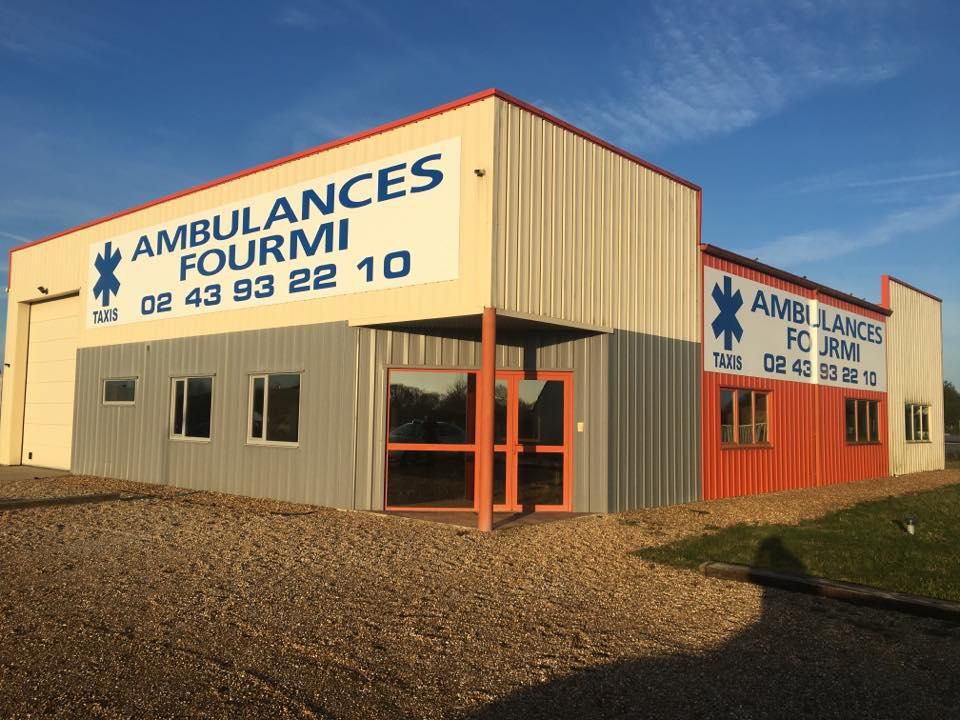 AMBULANCES
FOURMI
02 43 93 22 10
TAXIS
AMBULANCES
FOURMI
02 43 93 22 10
TAXIS